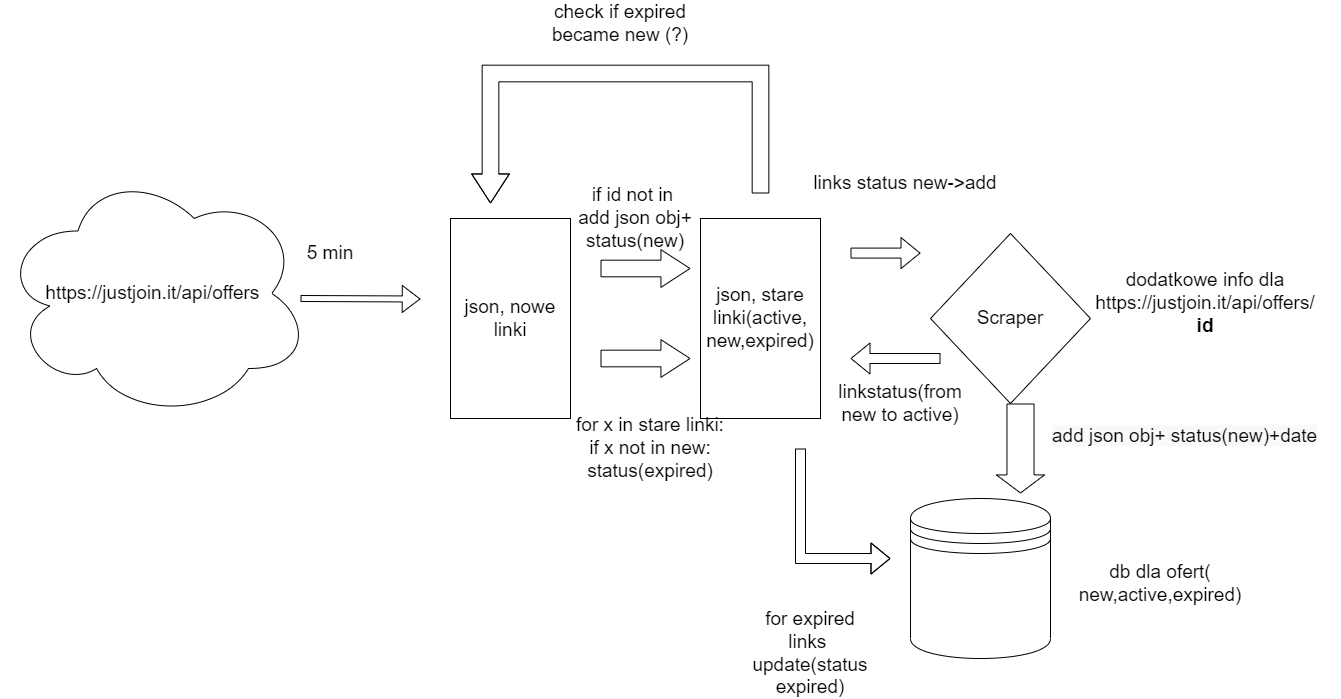 check if expired
became new (?)
links status new->add
if id not in
add json obj+
status(new)
5 min
https://justjoin.it/api/offers
json, nowe
linki
json, stare
linki(active,
new,expired)
Scraper
dodatkowe info dla
https://justjoin.it/api/offers/
id
linkstatus(from
new to active)
for x in stare linki:
if x not in new:
status(expired)
add json obj+ status(new)+date
db dla ofert(
new,active,expired)
for expired
links
update(status
expired)